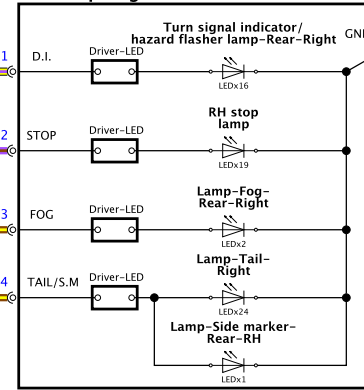 Turn signal indicator/
hazard flasher lamp-Rear-Right
GN
1
D.I.
Driver-LED
LEDx16
RH stop
lamp
2
STOP
Driver-LED
LEDx19
Lamp-Fog-
Rear-Right
3
FOG
Driver-LED
LEDx2
Lamp-Tail-
Right
4
TAIL/S.M
Driver-LED
LEDx24
Lamp-Side marker-
Rear-RH
LEDx1